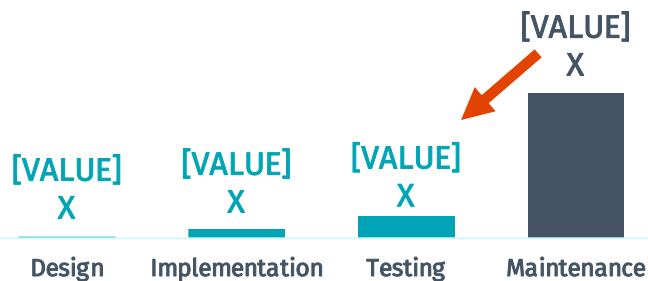 [VALUE]
X
[VALUE]
X
[VALUE]
X
[VALUE]
X
Design
Implementation
Testing
Maintenance